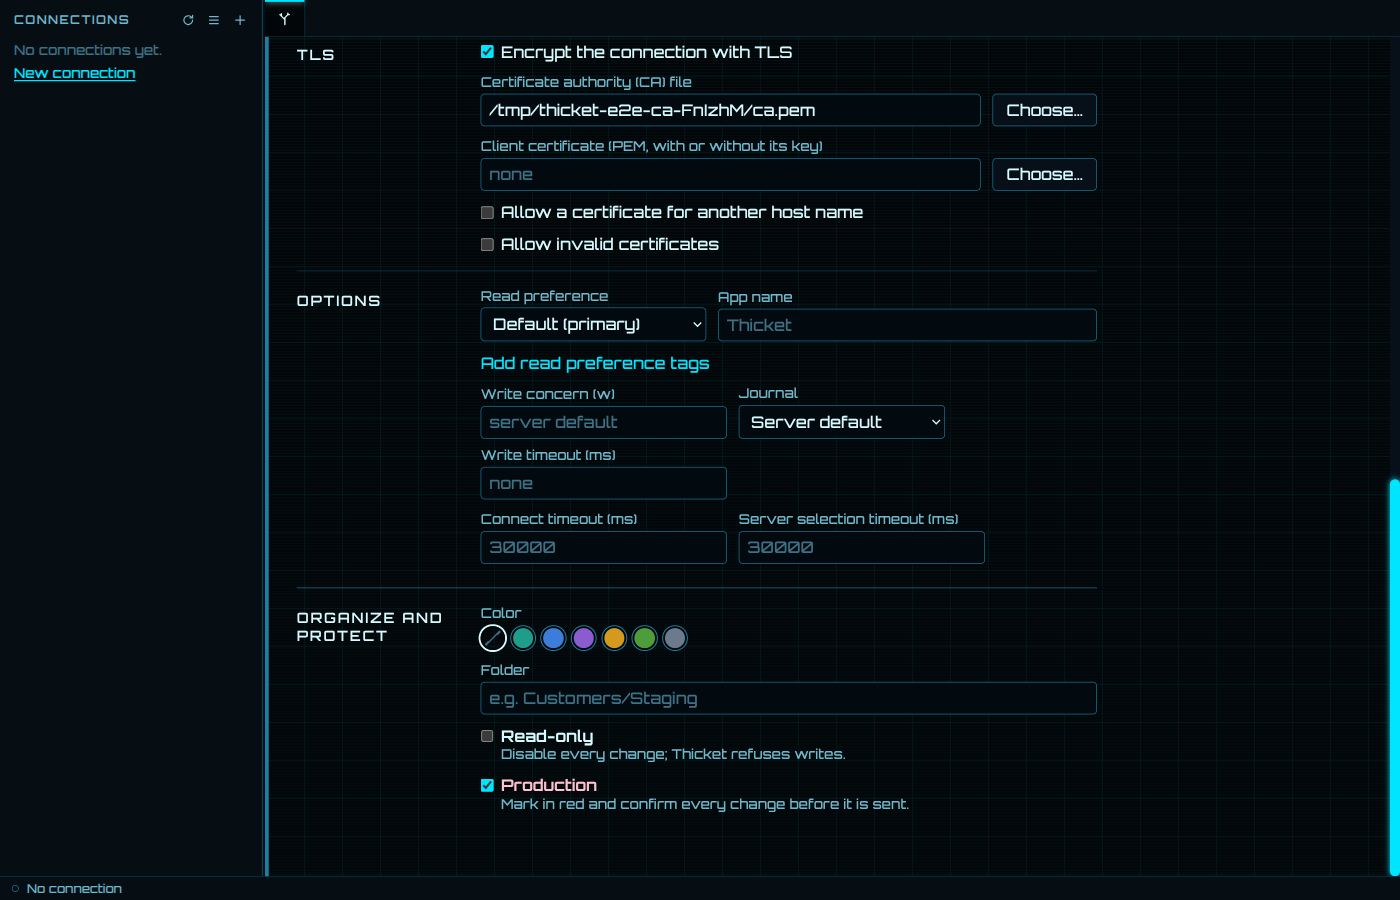 CONNECTIONS
No connections yet.
New connection
TLS
Encrypt the connection with TLS
Certificate authority (CA) file
/tmp/thicket-e2e-ca-FnIzhM/ca.pem
Choose...
Client certificate (PEM, with or without its key)
none
Choose...
Allow a certificate for another host name
Allow invalid certificates
OPTIONS
Read preference
App name
Default (primary)
Thicket
Add read preference tags
Write concern (w)
Journal
server default
Server default
Write timeout (ms)
none
Connect timeout (ms)
Server selection timeout (ms)
30000
30000
ORGANIZE AND
PROTECT
Color
Folder
e.g. Customers/Staging
Read-only
Disable every change; Thicket refuses writes.
Production
Mark in red and confirm every change before it is sent.
No connection